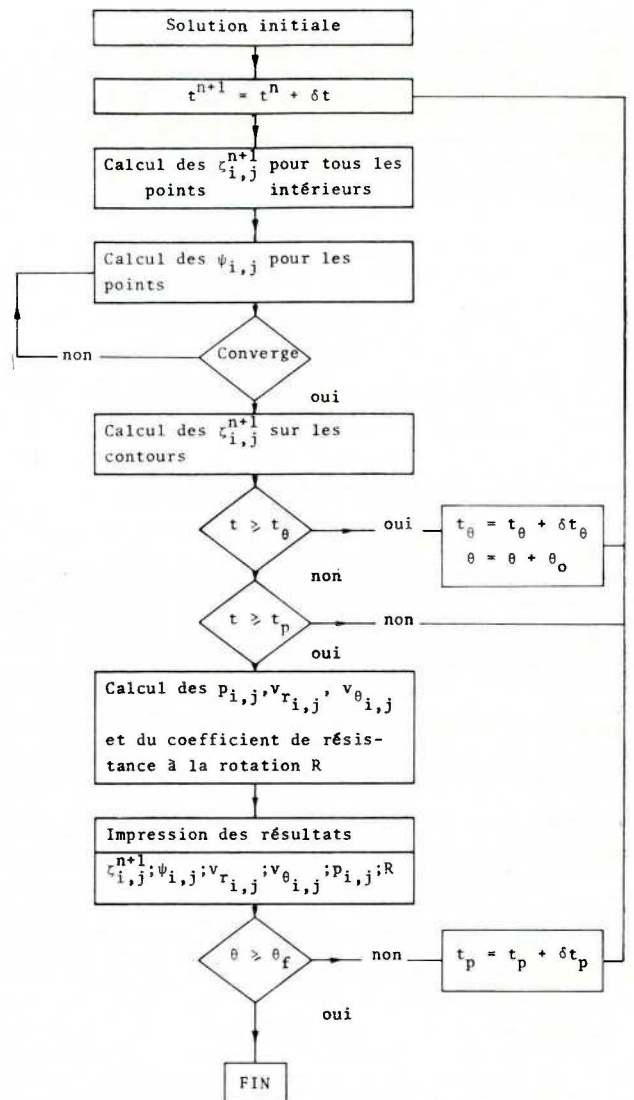 Solution initiale
t^{n+1} = t^n + δt
Calcul des ζ_{i,j}^{n+1} pour tous les
points intérieurs
Calcul des ψ_{i,j} pour les
points
Converge
non
oui
Calcul des ζ_{i,j}^{n+1} sur les
contours
t ⩾ t_θ
oui
t_θ = t_θ + δt_θ
θ = θ + θ_o
non
t ⩾ t_p
non
oui
Calcul des p_{i,j}, v_{r_{i,j}}, v_{θ_{i,j}}
et du coefficient de résis-
tance à la rotation R
Impression des résultats
ζ_{i,j}^{n+1};ψ_{i,j};v_{r_{i,j}};v_{θ_{i,j}};p_{i,j};R
θ ⩾ θ_f
non
t_p = t_p + δt_p
oui
FIN